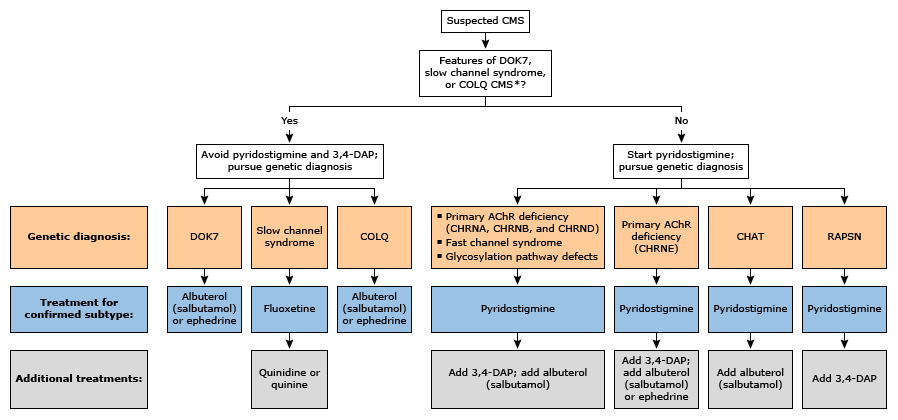 Suspected CMS
Features of DOK7,
slow channel syndrome,
or COLQ CMS*?
Yes
No
Avoid pyridostigmine and 3,4-DAP;
pursue genetic diagnosis
Start pyridostigmine;
pursue genetic diagnosis
Genetic diagnosis:
DOK7
Slow channel
syndrome
COLQ
▪ Primary AChR deficiency
(CHRNA, CHRNB, and CHRND)
▪ Fast channel syndrome
▪ Glycosylation pathway defects
Primary AChR
deficiency
(CHRNE)
CHAT
RAPSN
Treatment for
confirmed subtype:
Albuterol
(salbutamol)
or ephedrine
Fluoxetine
Albuterol
(salbutamol)
or ephedrine
Pyridostigmine
Pyridostigmine
Pyridostigmine
Pyridostigmine
Additional treatments:
Quinidine or
quinine
Add 3,4-DAP; add albuterol
(salbutamol)
Add 3,4-DAP;
add albuterol
(salbutamol)
or ephedrine
Add albuterol
(salbutamol)
Add 3,4-DAP